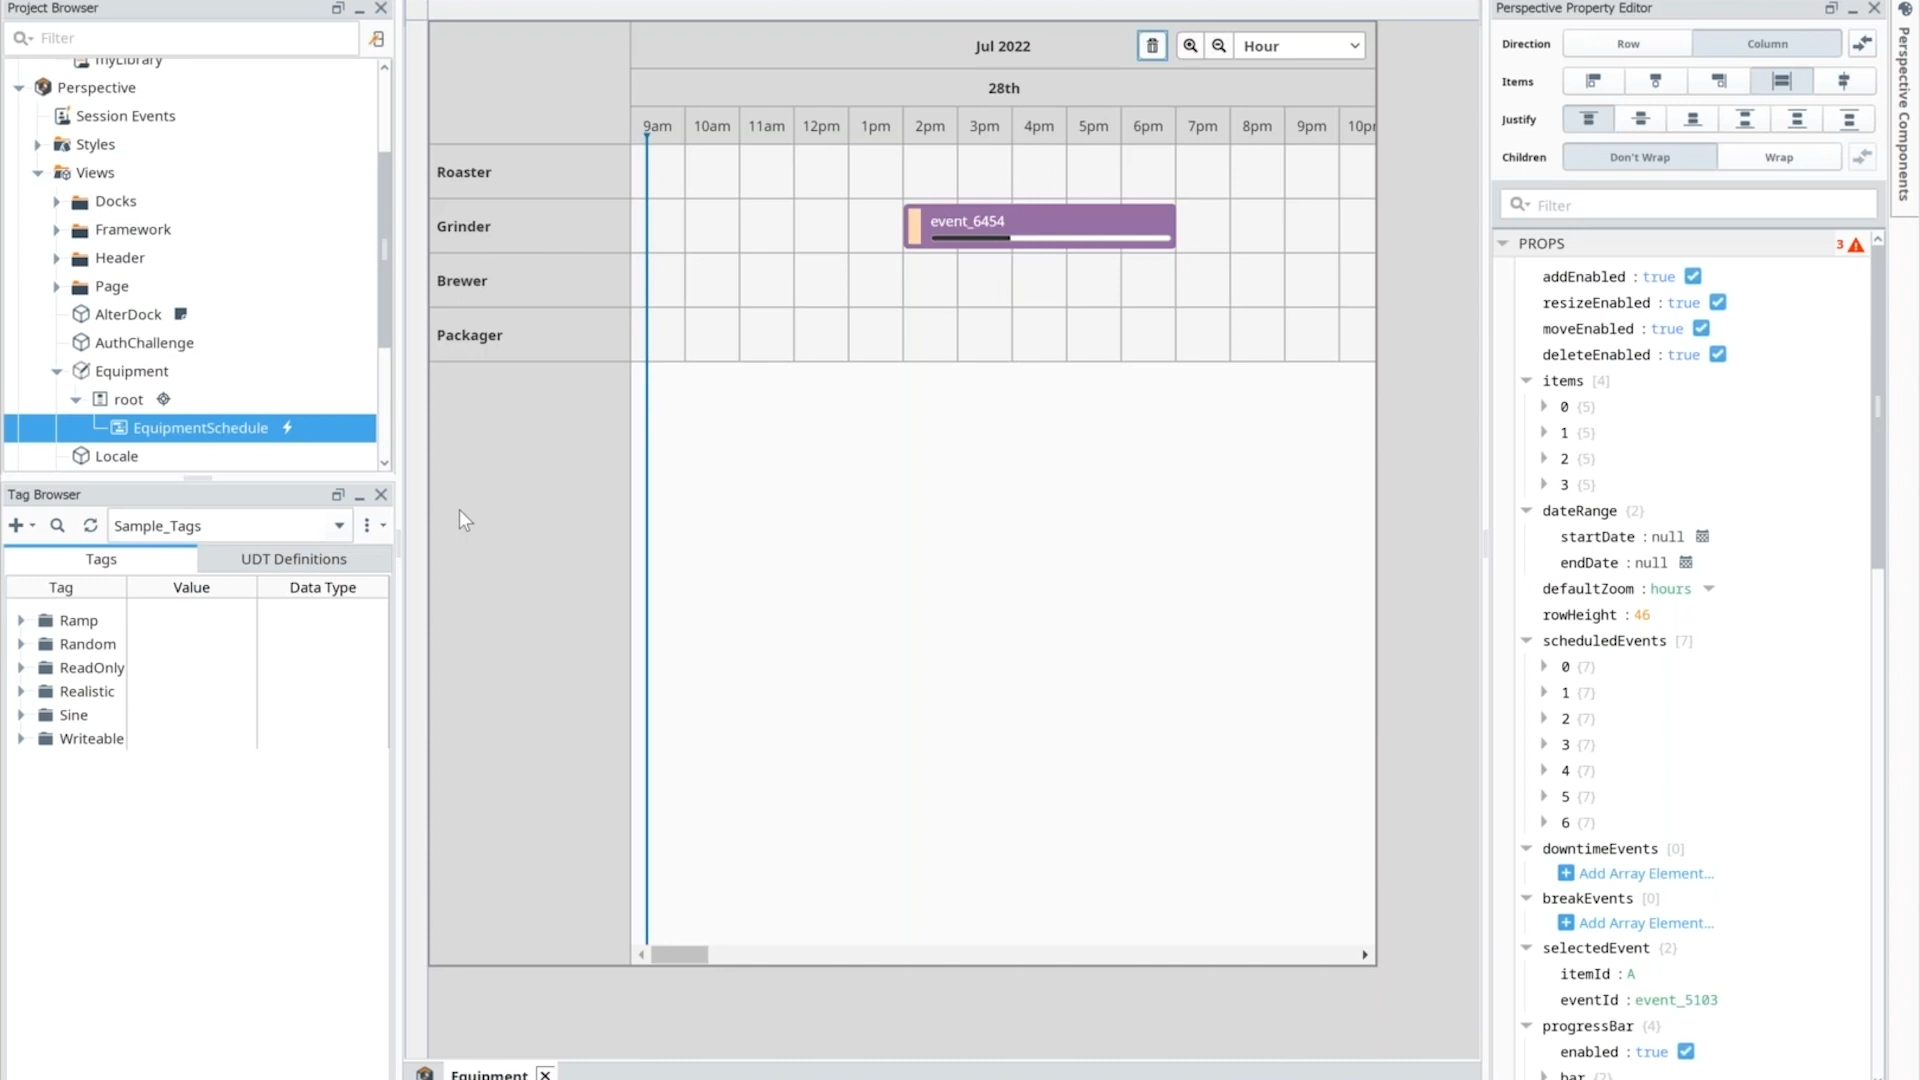 Project Browser
Filter
myLibrary
Perspective
Session Events
Styles
Views
Docks
Framework
Header
Page
AlterDock
AuthChallenge
Equipment
root
EquipmentSchedule
Locale
Tag Browser
Sample_Tags
Tags
UDT Definitions
Tag
Value
Data Type
Ramp
Random
ReadOnly
Realistic
Sine
Writeable
Jul 2022
Hour
28th
9am 10am 11am 12pm 1pm 2pm 3pm 4pm 5pm 6pm 7pm 8pm 9pm 10p
Roaster
Grinder
event_6454
Brewer
Packager
Equipment
Perspective Property Editor
Direction Row Column
Items
Justify
Children Don't Wrap Wrap
Filter
PROPS 3
addEnabled : true
resizeEnabled : true
moveEnabled : true
deleteEnabled : true
items [4]
0 {5}
1 {5}
2 {5}
3 {5}
dateRange {2}
startDate : null
endDate : null
defaultZoom : hours
rowHeight : 46
scheduledEvents [7]
0 {7}
1 {7}
2 {7}
3 {7}
4 {7}
5 {7}
6 {7}
downtimeEvents [0]
Add Array Element...
breakEvents [0]
Add Array Element...
selectedEvent {2}
itemId : A
eventId : event_5103
progressBar {4}
enabled : true
bar {2}
Perspective Components